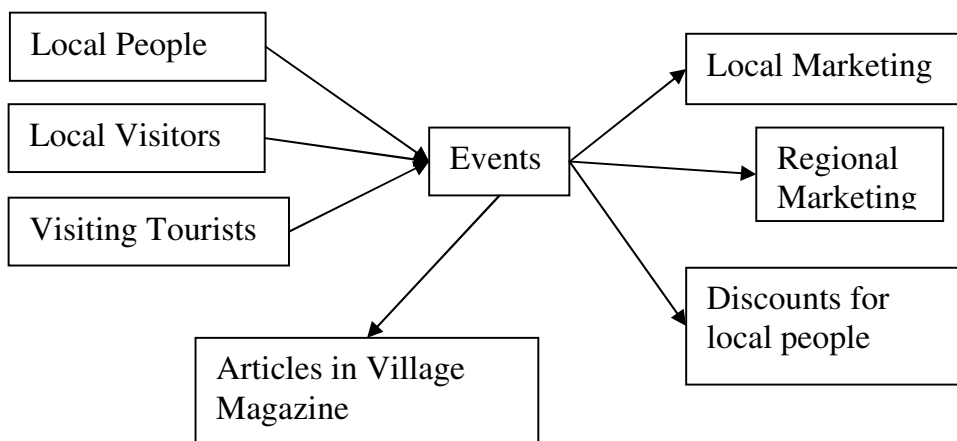 Local People
Local Visitors
Visiting Tourists
Events
Local Marketing
Regional
Marketing
Discounts for
local people
Articles in Village
Magazine